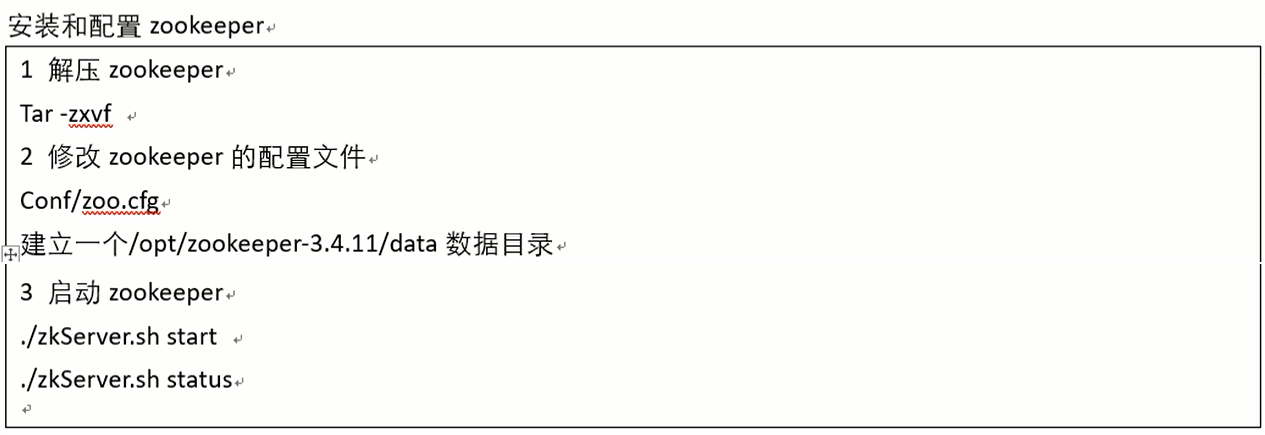 安装和配置 zookeeper
1 解压 zookeeper
Tar -zxvf
2 修改 zookeeper 的配置文件
Conf/zoo.cfg
建立一个/opt/zookeeper-3.4.11/data 数据目录
3 启动 zookeeper
./zkServer.sh start
./zkServer.sh status